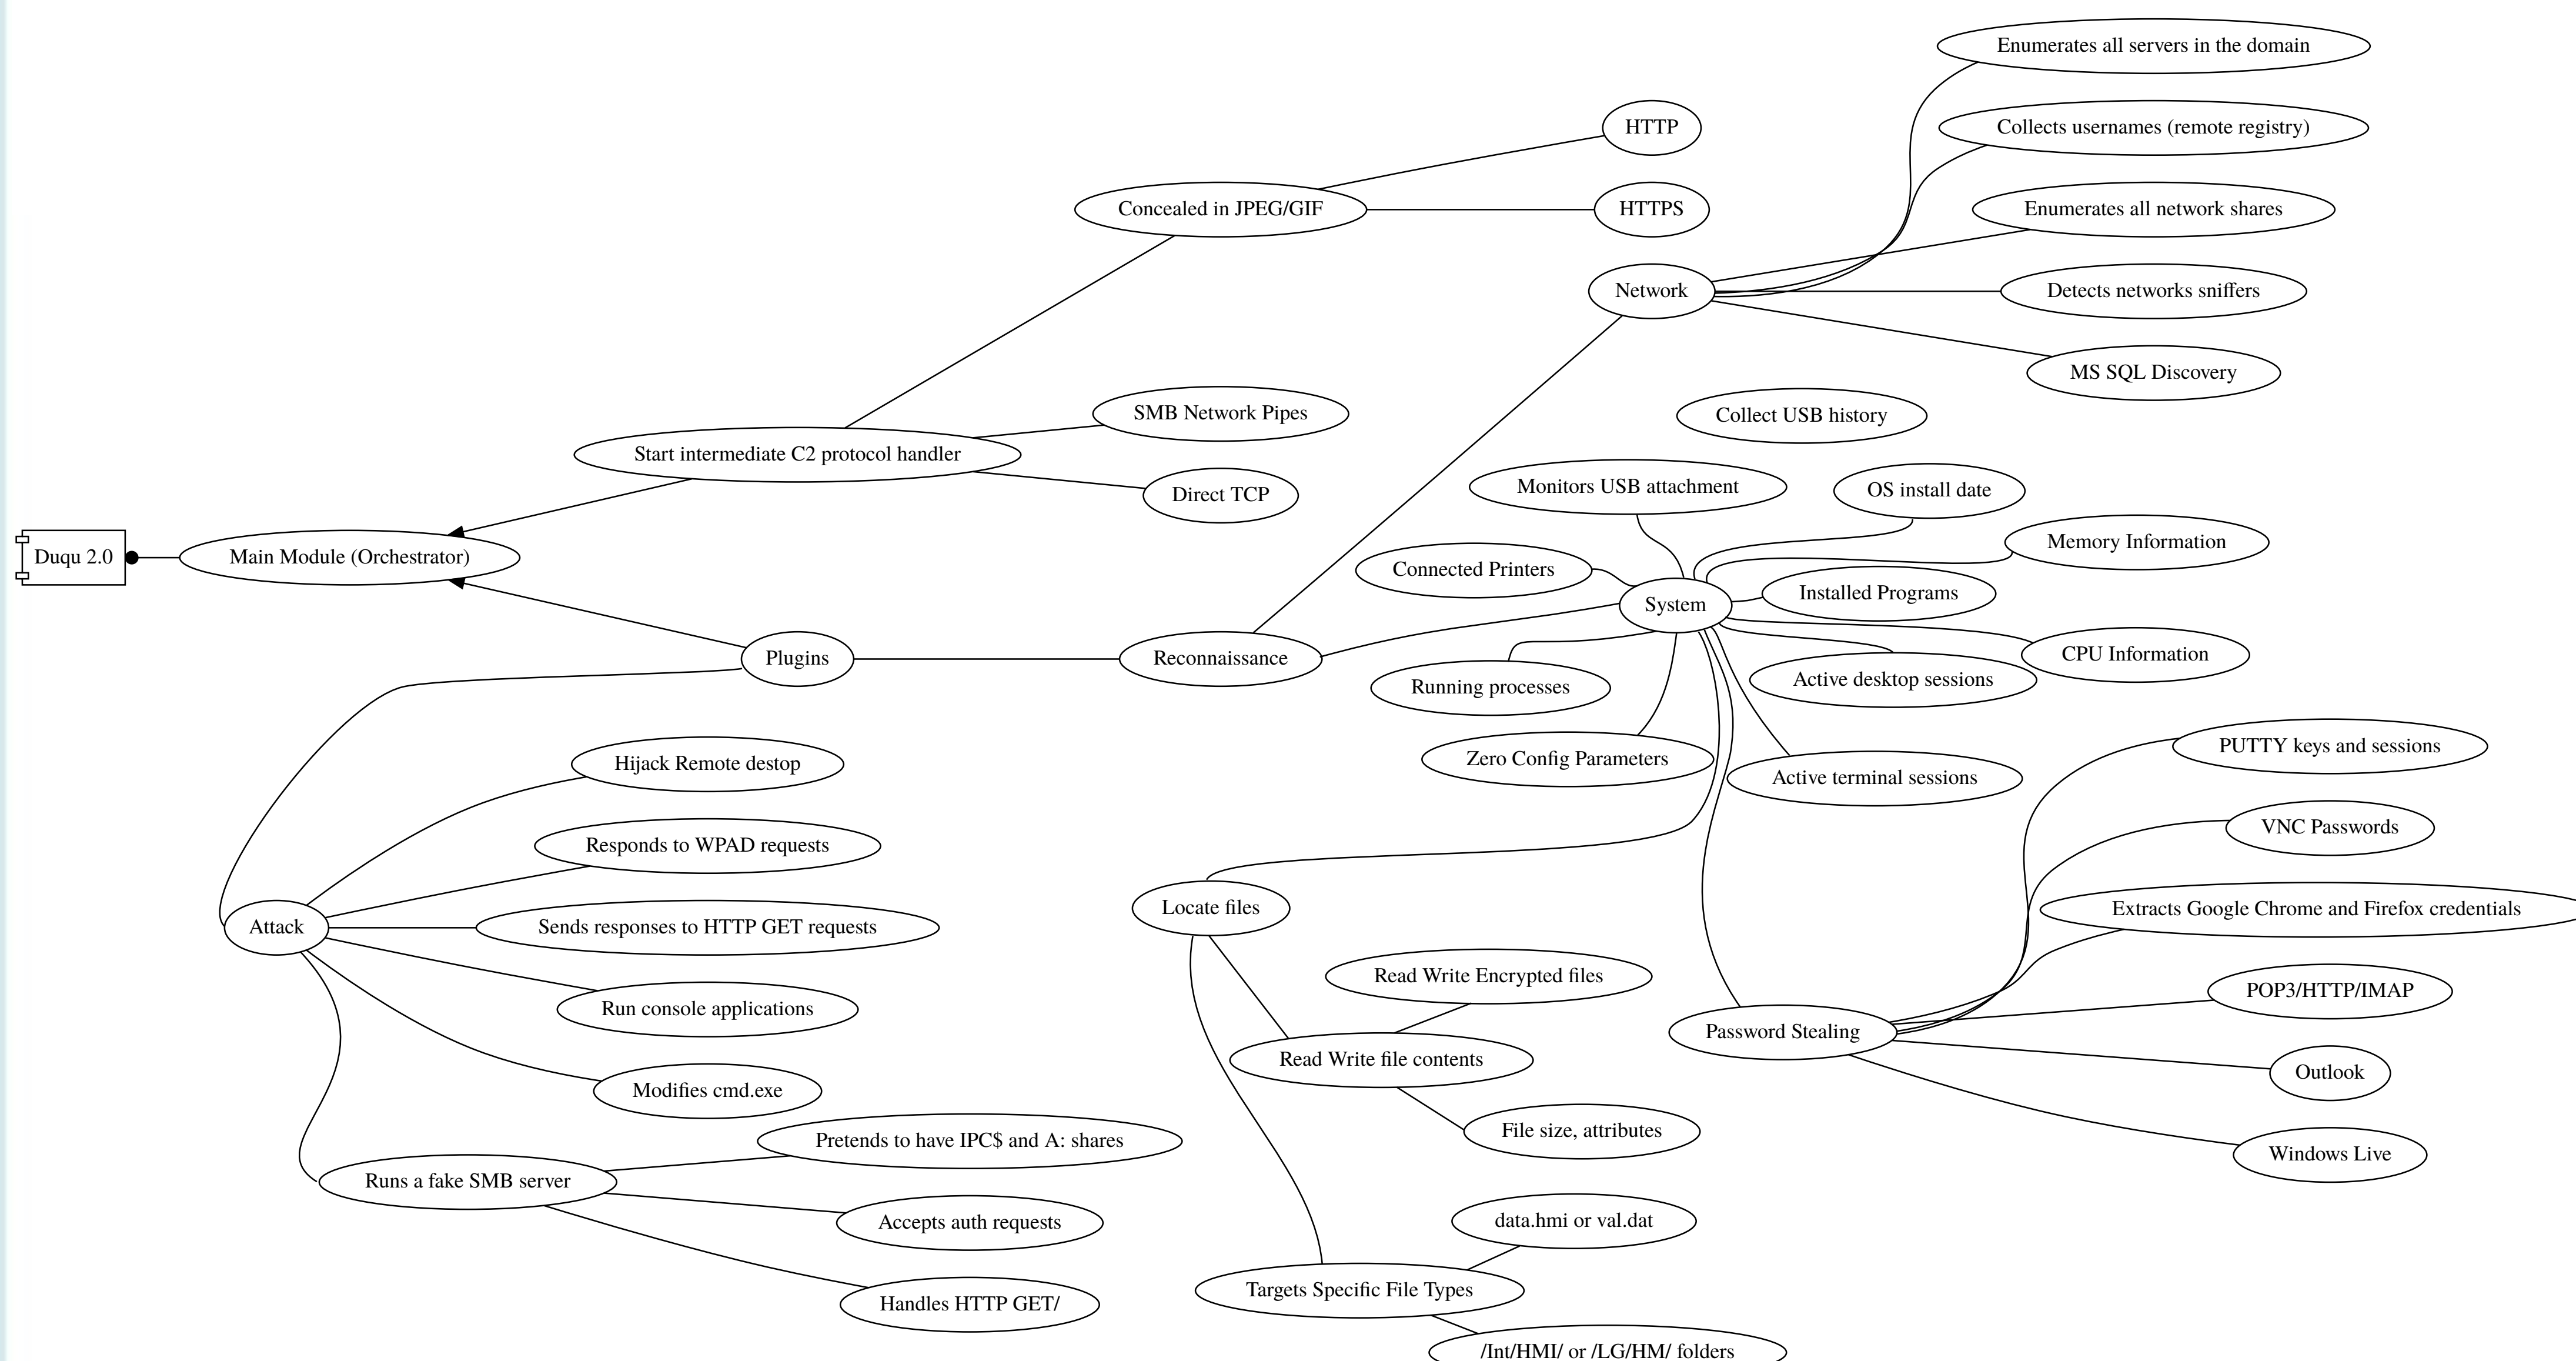 Enumerates all servers in the domain
HTTP
Collects usernames (remote registry)
Concealed in JPEG/GIF
HTTPS
Enumerates all network shares
Network
Detects networks sniffers
MS SQL Discovery
SMB Network Pipes
Collect USB history
Start intermediate C2 protocol handler
Monitors USB attachment
OS install date
Direct TCP
Duqu 2.0
Main Module (Orchestrator)
Connected Printers
Memory Information
Installed Programs
System
Plugins
Reconnaissance
CPU Information
Running processes
Active desktop sessions
Zero Config Parameters
Active terminal sessions
PUTTY keys and sessions
Hijack Remote destop
VNC Passwords
Responds to WPAD requests
Attack
Sends responses to HTTP GET requests
Locate files
Extracts Google Chrome and Firefox credentials
Read Write Encrypted files
POP3/HTTP/IMAP
Run console applications
Password Stealing
Read Write file contents
Outlook
Modifies cmd.exe
Pretends to have IPC$ and A: shares
File size, attributes
Windows Live
Runs a fake SMB server
Accepts auth requests
data.hmi or val.dat
Targets Specific File Types
Handles HTTP GET/
/Int/HMI/ or /LG/HM/ folders